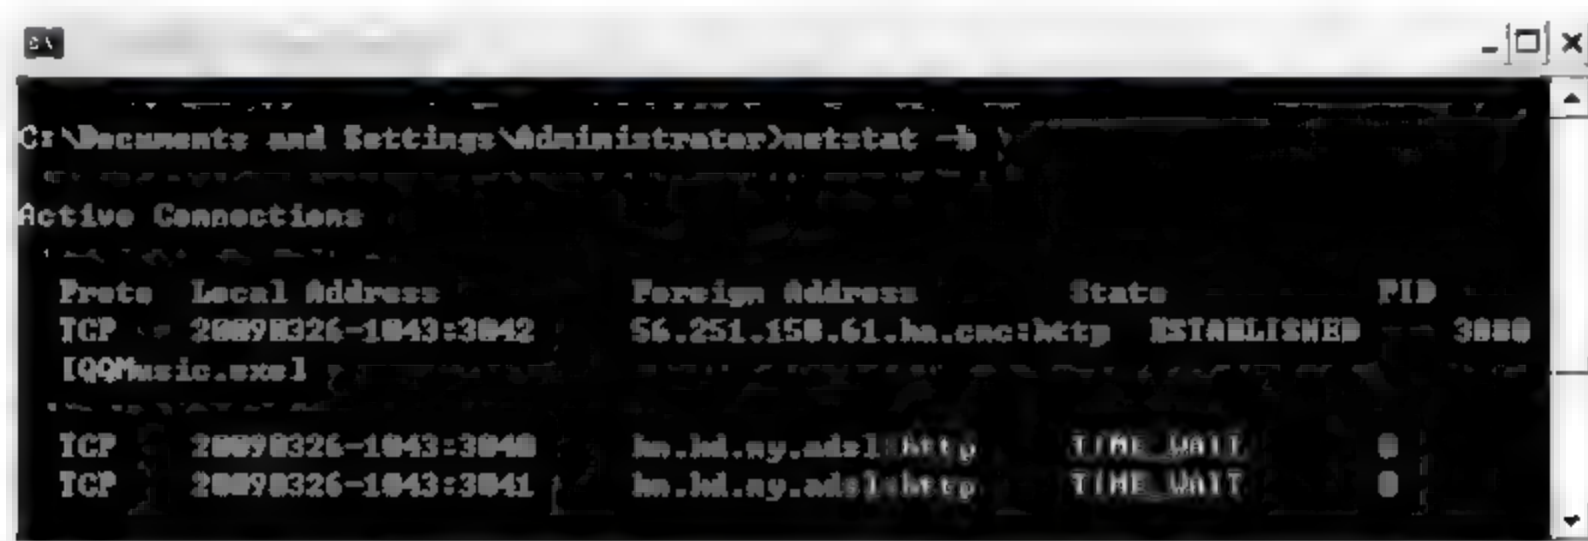 C:\Documents and Settings\Administrator>netstat -b
Active Connections
Proto Local Address Foreign Address State PID
TCP 20090326-1043:3042 56.251.150.61.ha.cnc:http ESTABLISHED 3080
[QQMusic.exe]
TCP 20090326-1043:3040 hn.kd.ny.adsl:http TIME_WAIT 0
TCP 20090326-1043:3041 hn.kd.ny.adsl:http TIME_WAIT 0